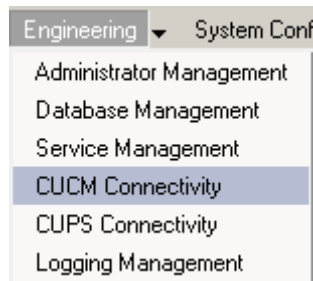 Engineering System Conf
Administrator Management
Database Management
Service Management
CUCM Connectivity
CUPS Connectivity
Logging Management